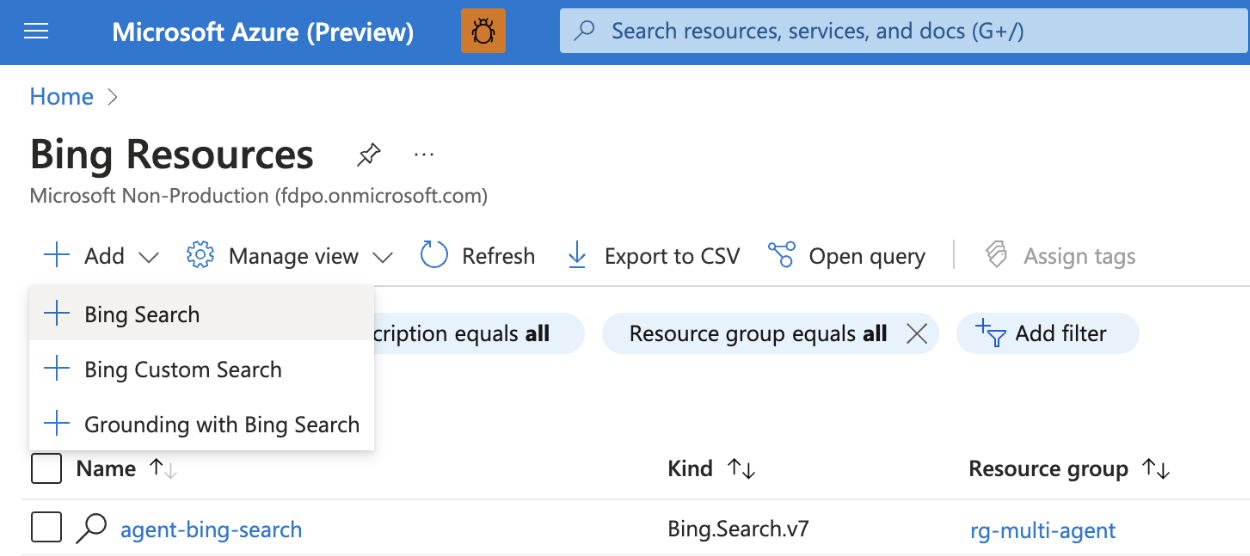 Microsoft Azure (Preview)
Search resources, services, and docs (G+/)
Home
Bing Resources
Microsoft Non-Production (fdpo.onmicrosoft.com)
Add Manage view Refresh Export to CSV Open query Assign tags
Bing Search
Bing Custom Search
Grounding with Bing Search
cription equals all Resource group equals all Add filter
Name Kind Resource group
agent-bing-search Bing.Search.v7 rg-multi-agent